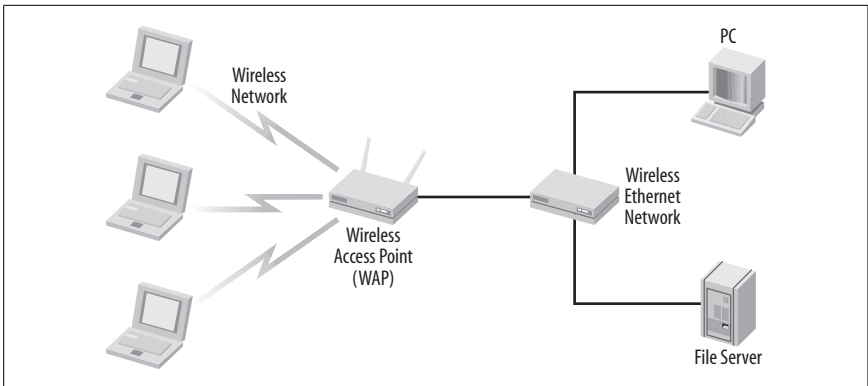 Wireless
Network
PC
Wireless
Access Point
(WAP)
Wireless
Ethernet
Network
File Server